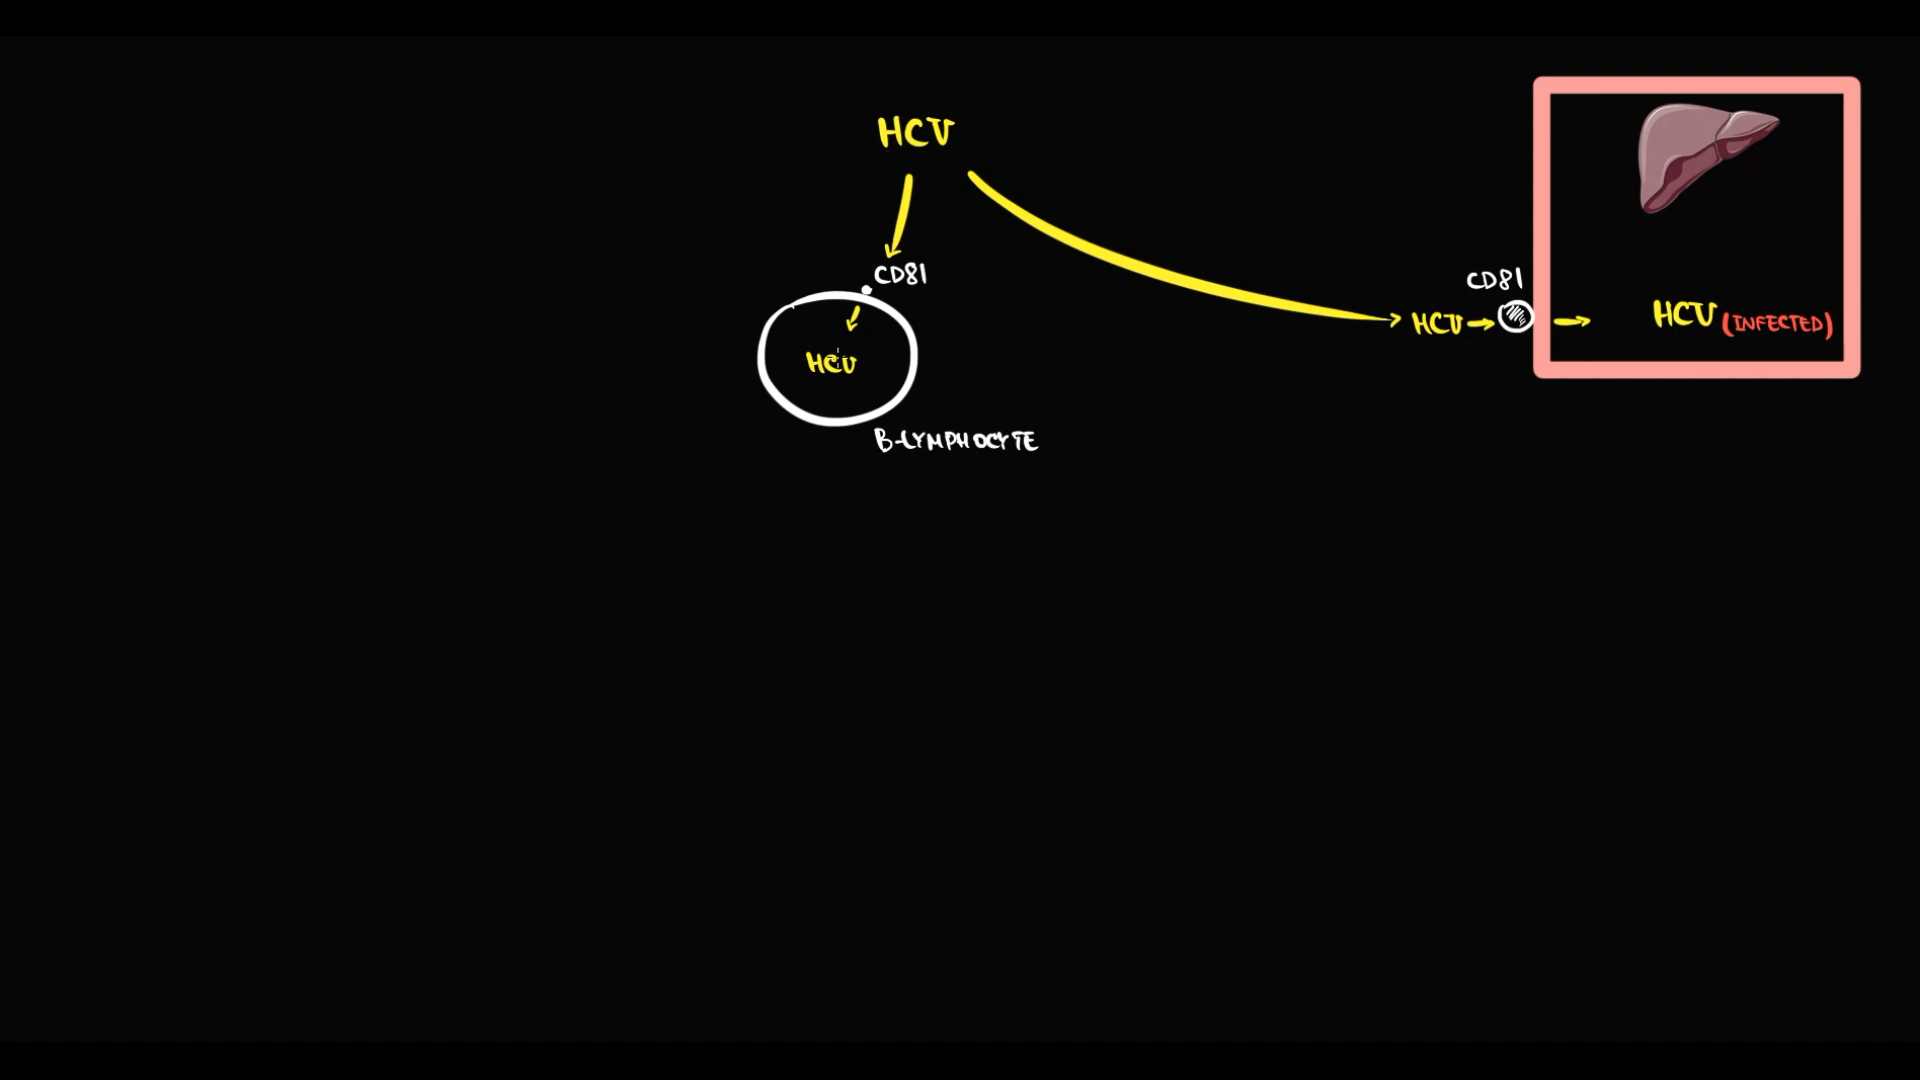 HCV
CD81
HCV
B-LYMPHOCYTE
CD81
HCV
HCV (INFECTED)